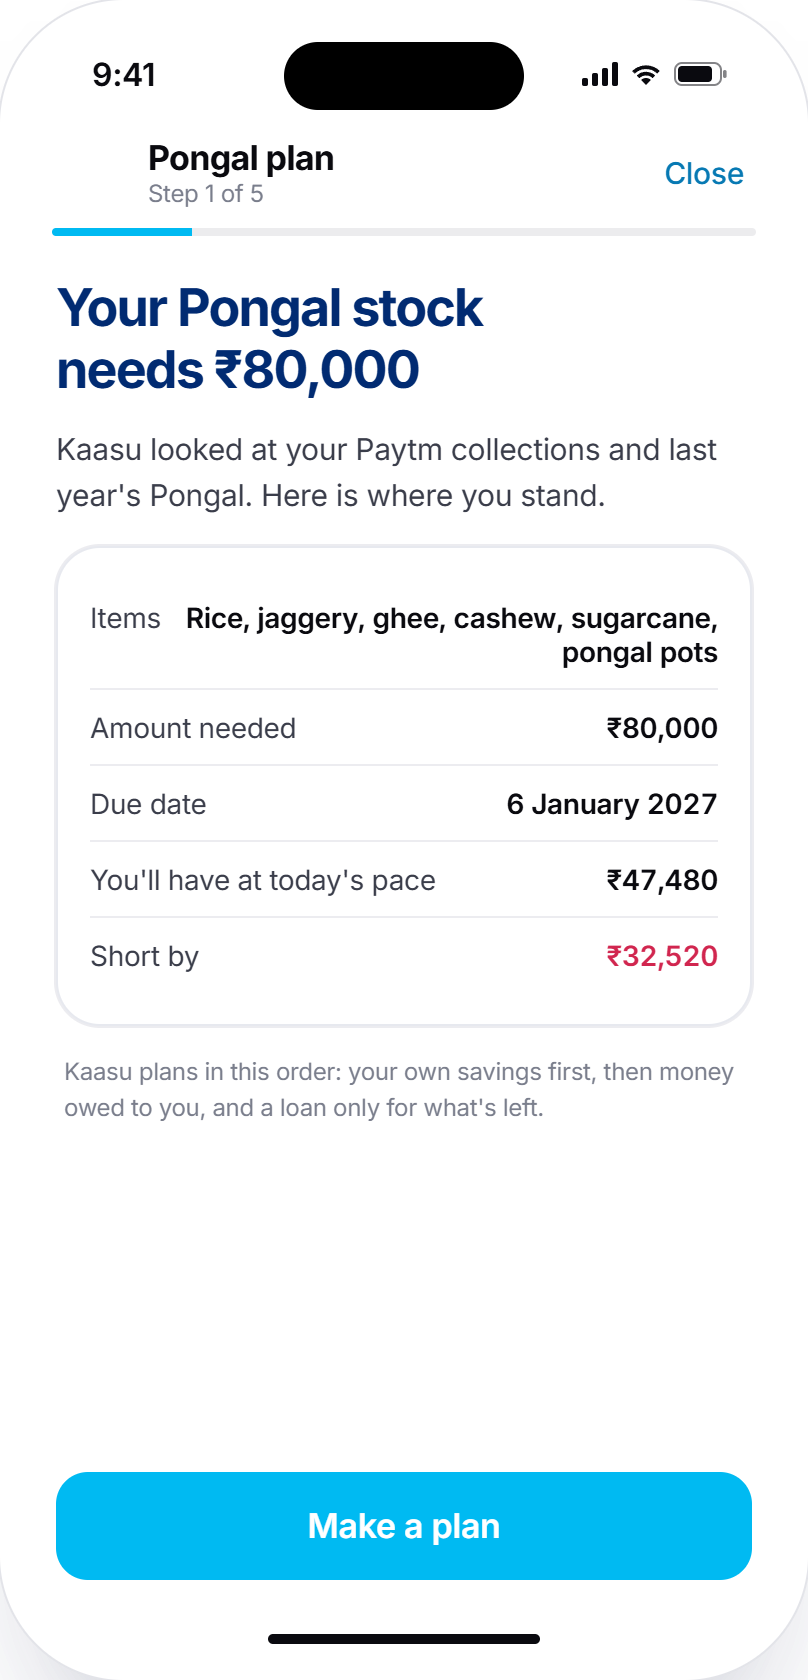 9:41
Pongal plan
Step 1 of 5
Close
Your Pongal stock
needs ₹80,000
Kaasu looked at your Paytm collections and last
year's Pongal. Here is where you stand.
Items Rice, jaggery, ghee, cashew, sugarcane,
pongal pots
Amount needed ₹80,000
Due date 6 January 2027
You'll have at today's pace ₹47,480
Short by ₹32,520
Kaasu plans in this order: your own savings first, then money
owed to you, and a loan only for what's left.
Make a plan